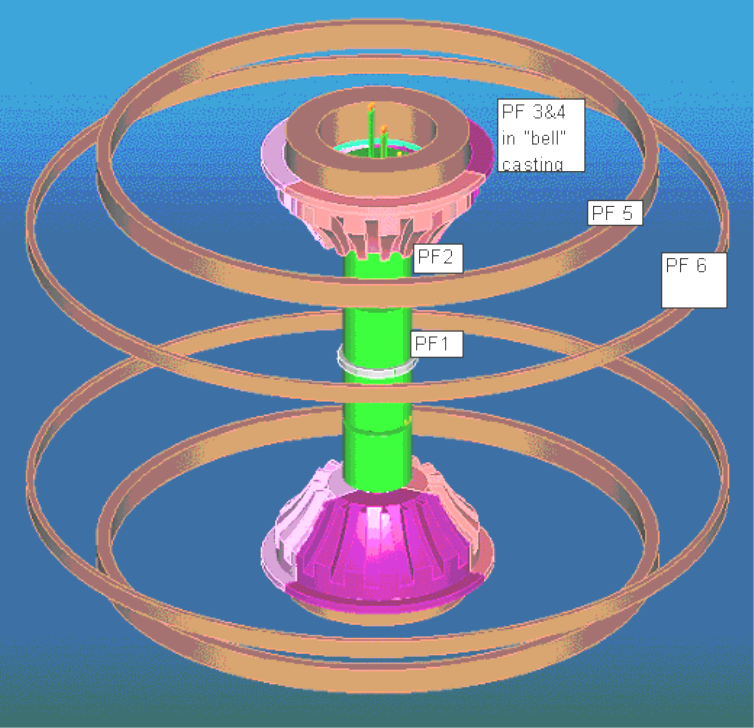 PF 3&4
in "bell"
casting
PF 5
PF2
PF 6
PF1